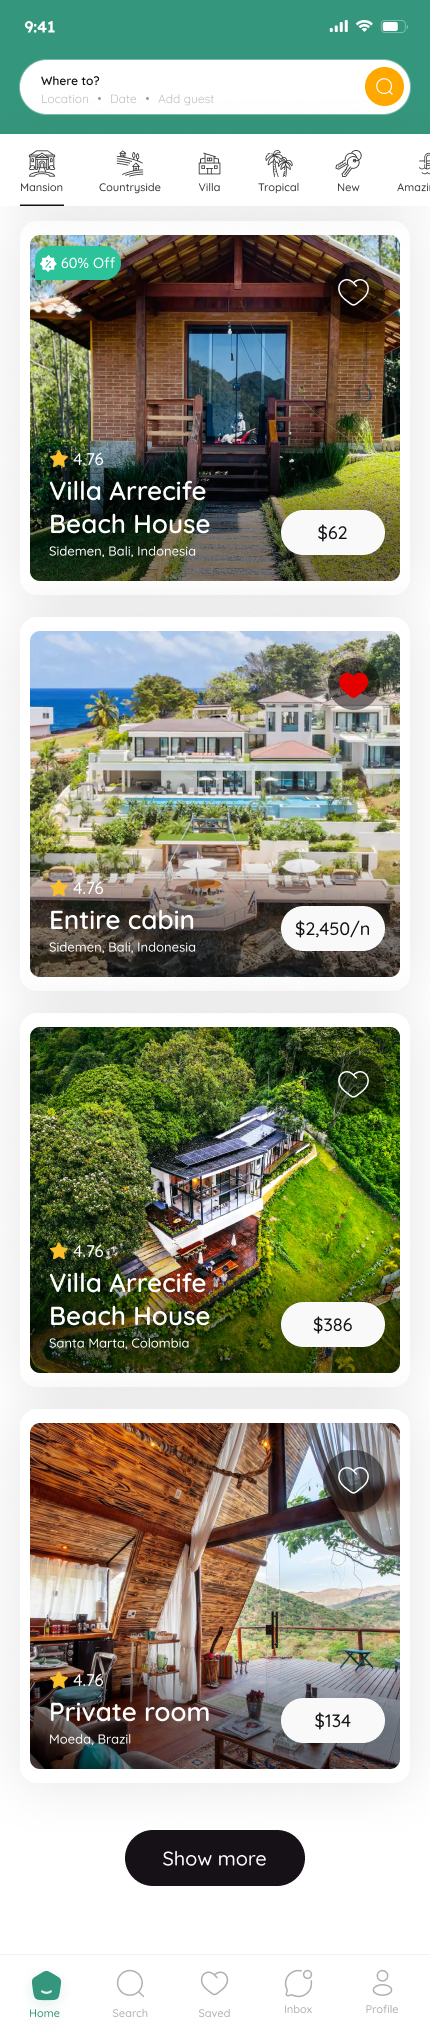 9:41
Where to?
Location • Date • Add guest
Mansion Countryside Villa Tropical New Amazi
60% Off
4.76
Villa Arrecife
Beach House
$62
Sidemen, Bali, Indonesia
4.76
Entire cabin
$2,450/n
Sidemen, Bali, Indonesia
4.76
Villa Arrecife
Beach House
$386
Santa Marta, Colombia
4.76
Private room
$134
Moeda, Brazil
Show more
Home Search Saved Inbox Profile